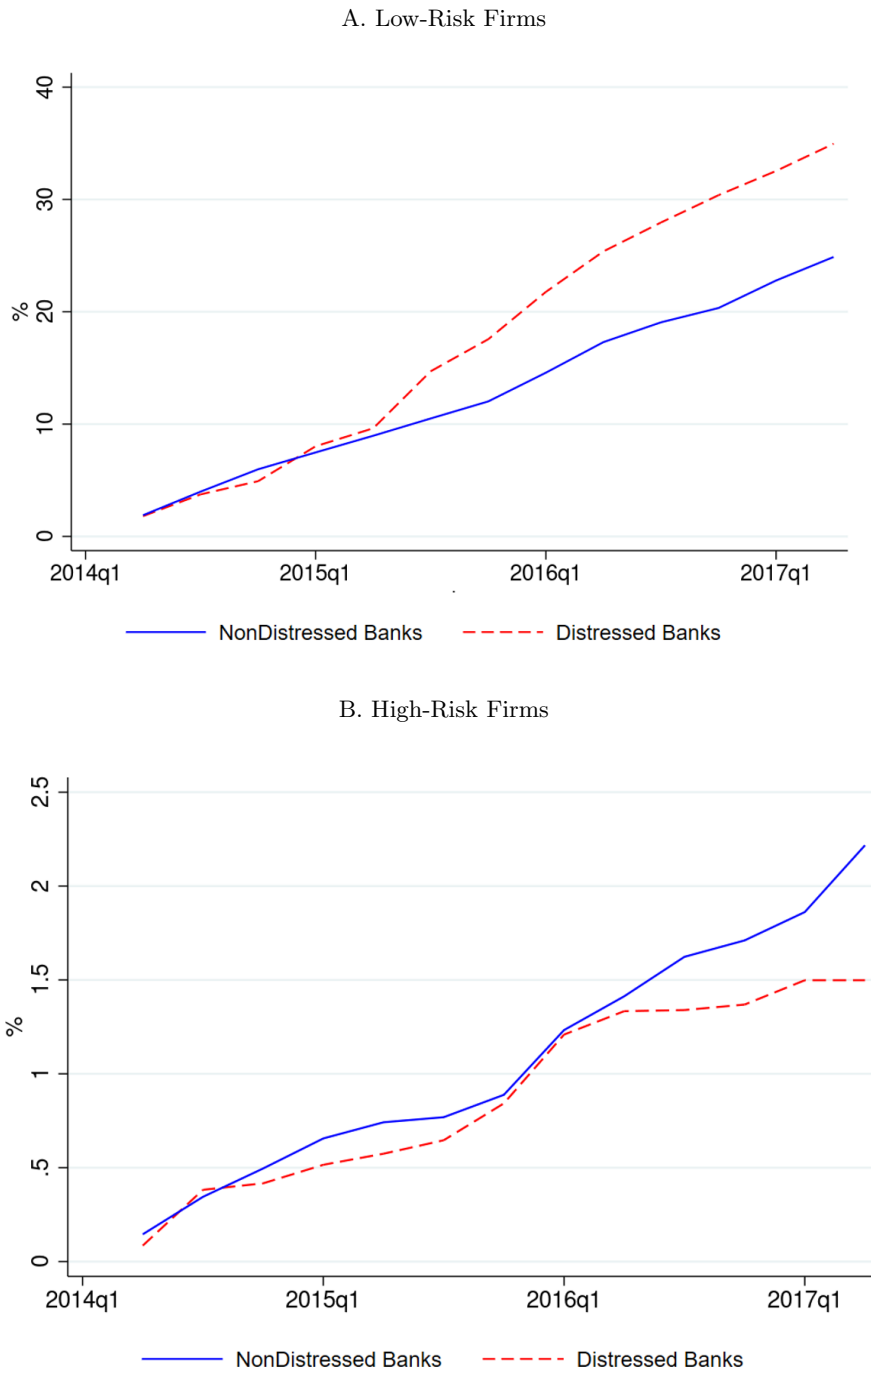 A. Low-Risk Firms
40
30
20
10
0
%
2014q1 2015q1 2016q1 2017q1
.
NonDistressed Banks Distressed Banks
B. High-Risk Firms
2.5
2
1.5
1
.5
0
%
2014q1 2015q1 2016q1 2017q1
NonDistressed Banks Distressed Banks